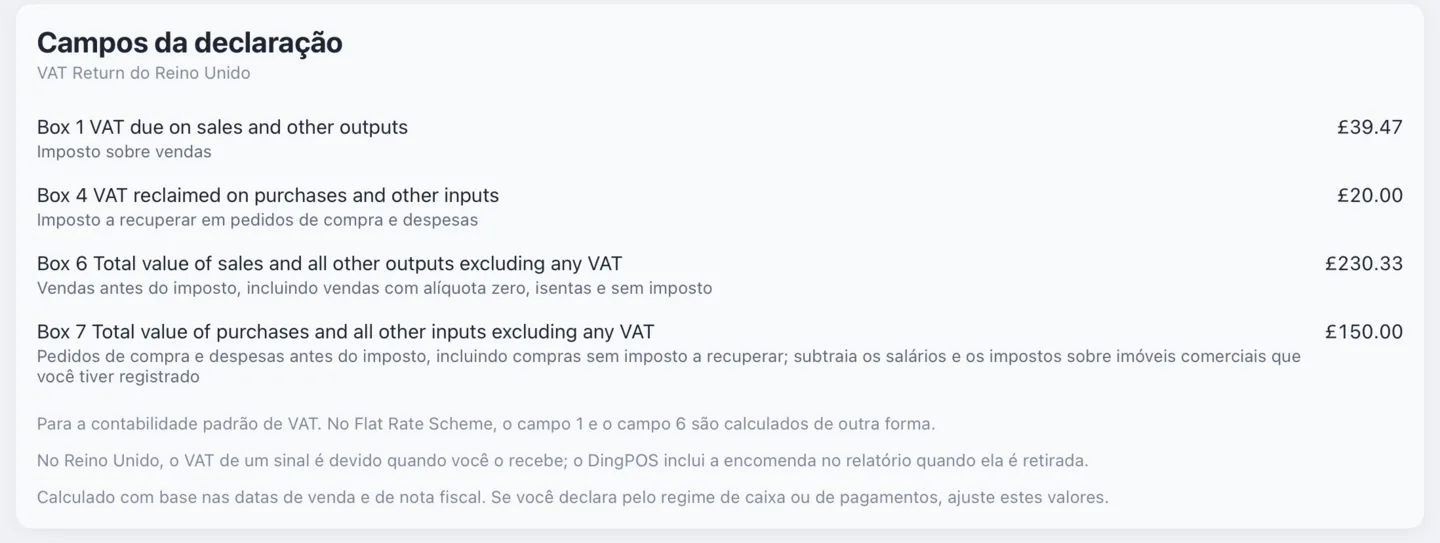 Campos da declaração
VAT Return do Reino Unido
Box 1 VAT due on sales and other outputs
£39.47
Imposto sobre vendas
Box 4 VAT reclaimed on purchases and other inputs
£20.00
Imposto a recuperar em pedidos de compra e despesas
Box 6 Total value of sales and all other outputs excluding any VAT
£230.33
Vendas antes do imposto, incluindo vendas com alíquota zero, isentas e sem imposto
Box 7 Total value of purchases and all other inputs excluding any VAT
£150.00
Pedidos de compra e despesas antes do imposto, incluindo compras sem imposto a recuperar; subtraia os salários e os impostos sobre imóveis comerciais que
você tiver registrado
Para a contabilidade padrão de VAT. No Flat Rate Scheme, o campo 1 e o campo 6 são calculados de outra forma.
No Reino Unido, o VAT de um sinal é devido quando você o recebe; o DingPOS inclui a encomenda no relatório quando ela é retirada.
Calculado com base nas datas de venda e de nota fiscal. Se você declara pelo regime de caixa ou de pagamentos, ajuste estes valores.